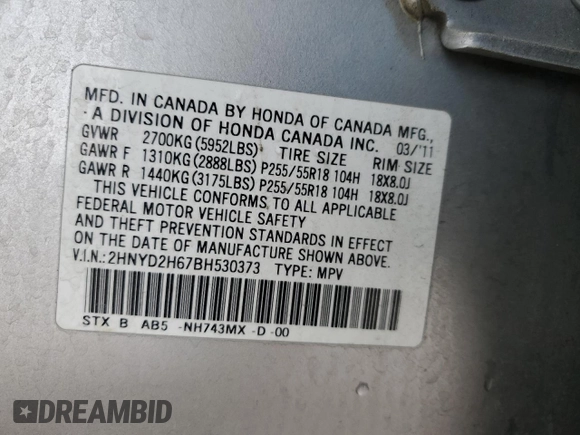 MFD. IN CANADA BY HONDA OF CANADA MFG.,
A DIVISION OF HONDA CANADA INC. 03/'11
GVWR 2700KG(5952LBS) TIRE SIZE RIM SIZE
GAWR F 1310KG(2888LBS) P255/55R18 104H 18X8.0J
GAWR R 1440KG(3175LBS) P255/55R18 104H 18X8.0J
THIS VEHICLE CONFORMS TO ALL APPLICABLE
FEDERAL MOTOR VEHICLE SAFETY
AND THEFT PREVENTION STANDARDS IN EFFECT
ON THE DATE OF MANUFACTURE SHOWN ABOVE.
V.I.N.:2HNYD2H67BH530373 TYPE: MPV
STX B AB5 -NH743MX -D -00
DREAMBID